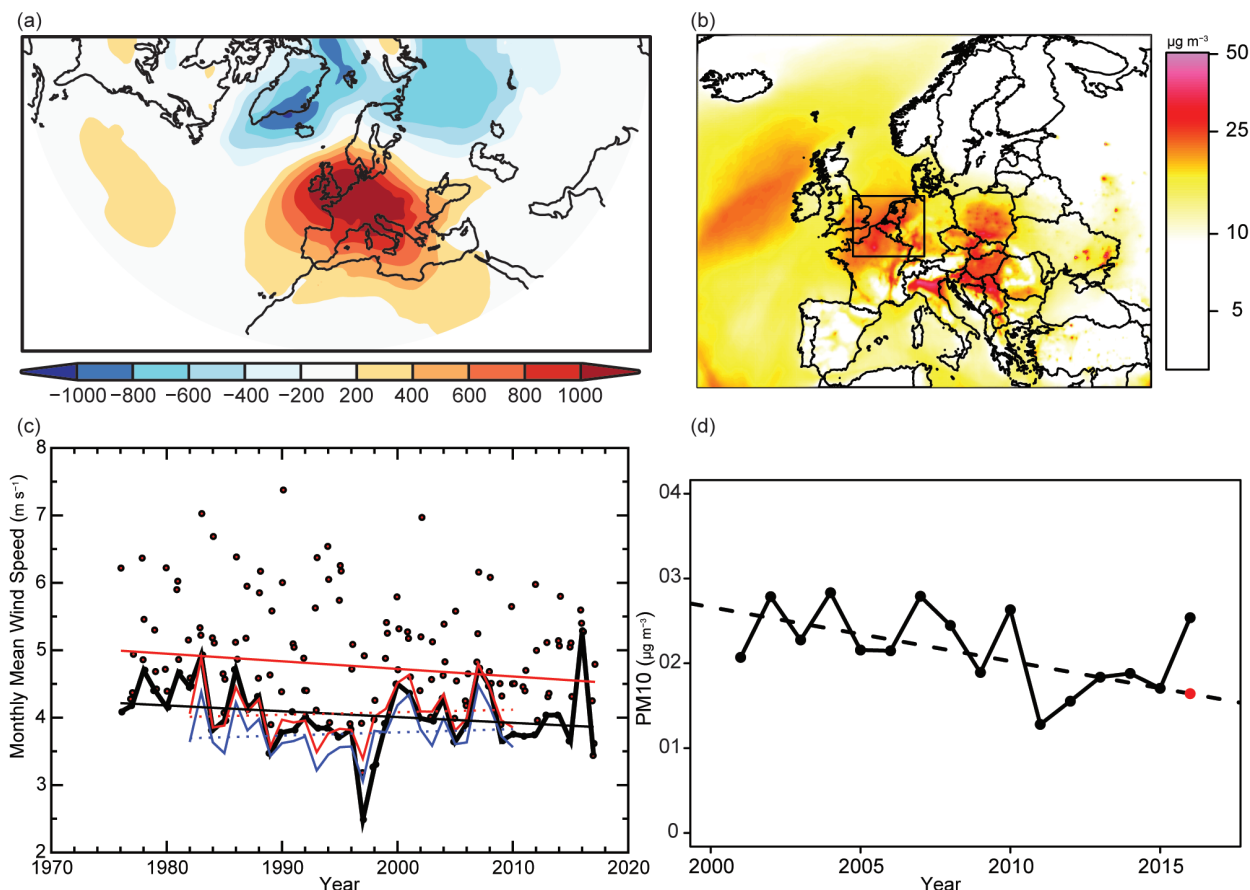 (a)
(b)
µg m⁻³
50
25
10
5
−1000 −800 −600 −400 −200 200 400 600 800 1000
(c)
8
7
6
5
4
3
2
Monthly Mean Wind Speed (m s⁻¹)
1970 1980 1990 2000 2010 2020
Year
(d)
04
03
02
04
0
PM10 (µg m⁻³)
2000 2005 2010 2015
Year